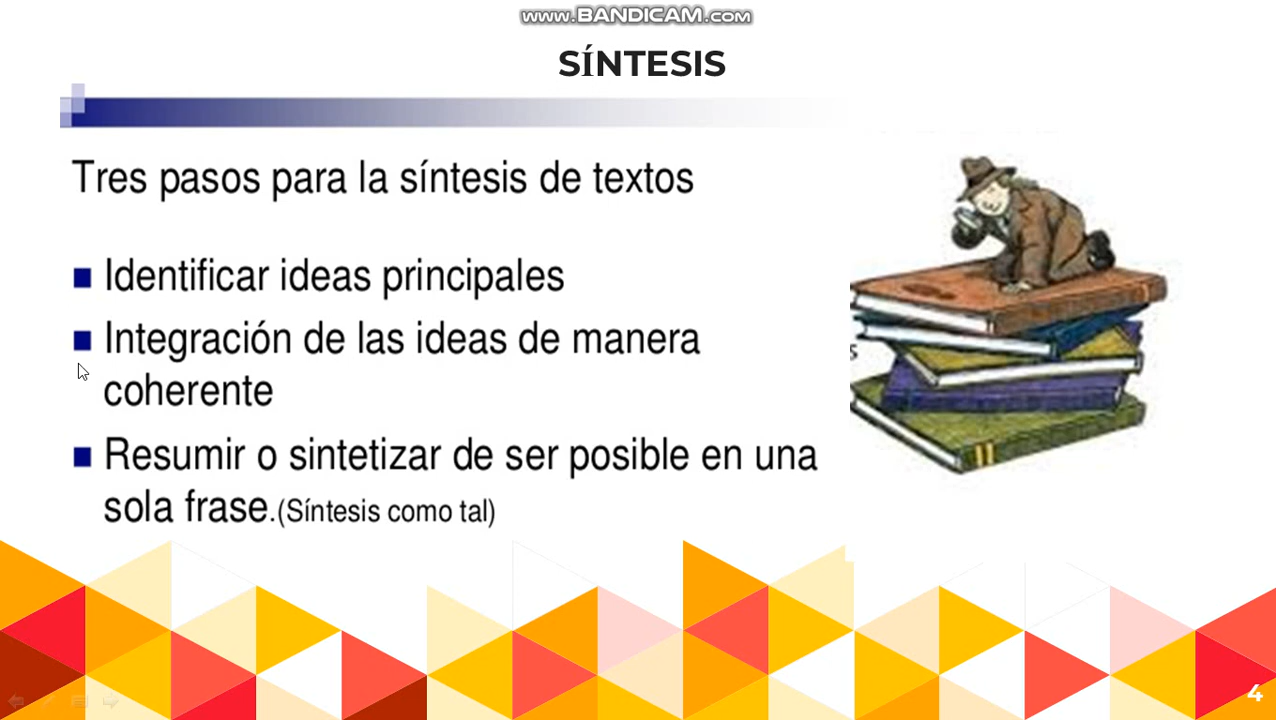 www.BANDICAM.com
SÍNTESIS
Tres pasos para la síntesis de textos
Identificar ideas principales
Integración de las ideas de manera
coherente
Resumir o sintetizar de ser posible en una
sola frase.(Síntesis como tal)
s
4